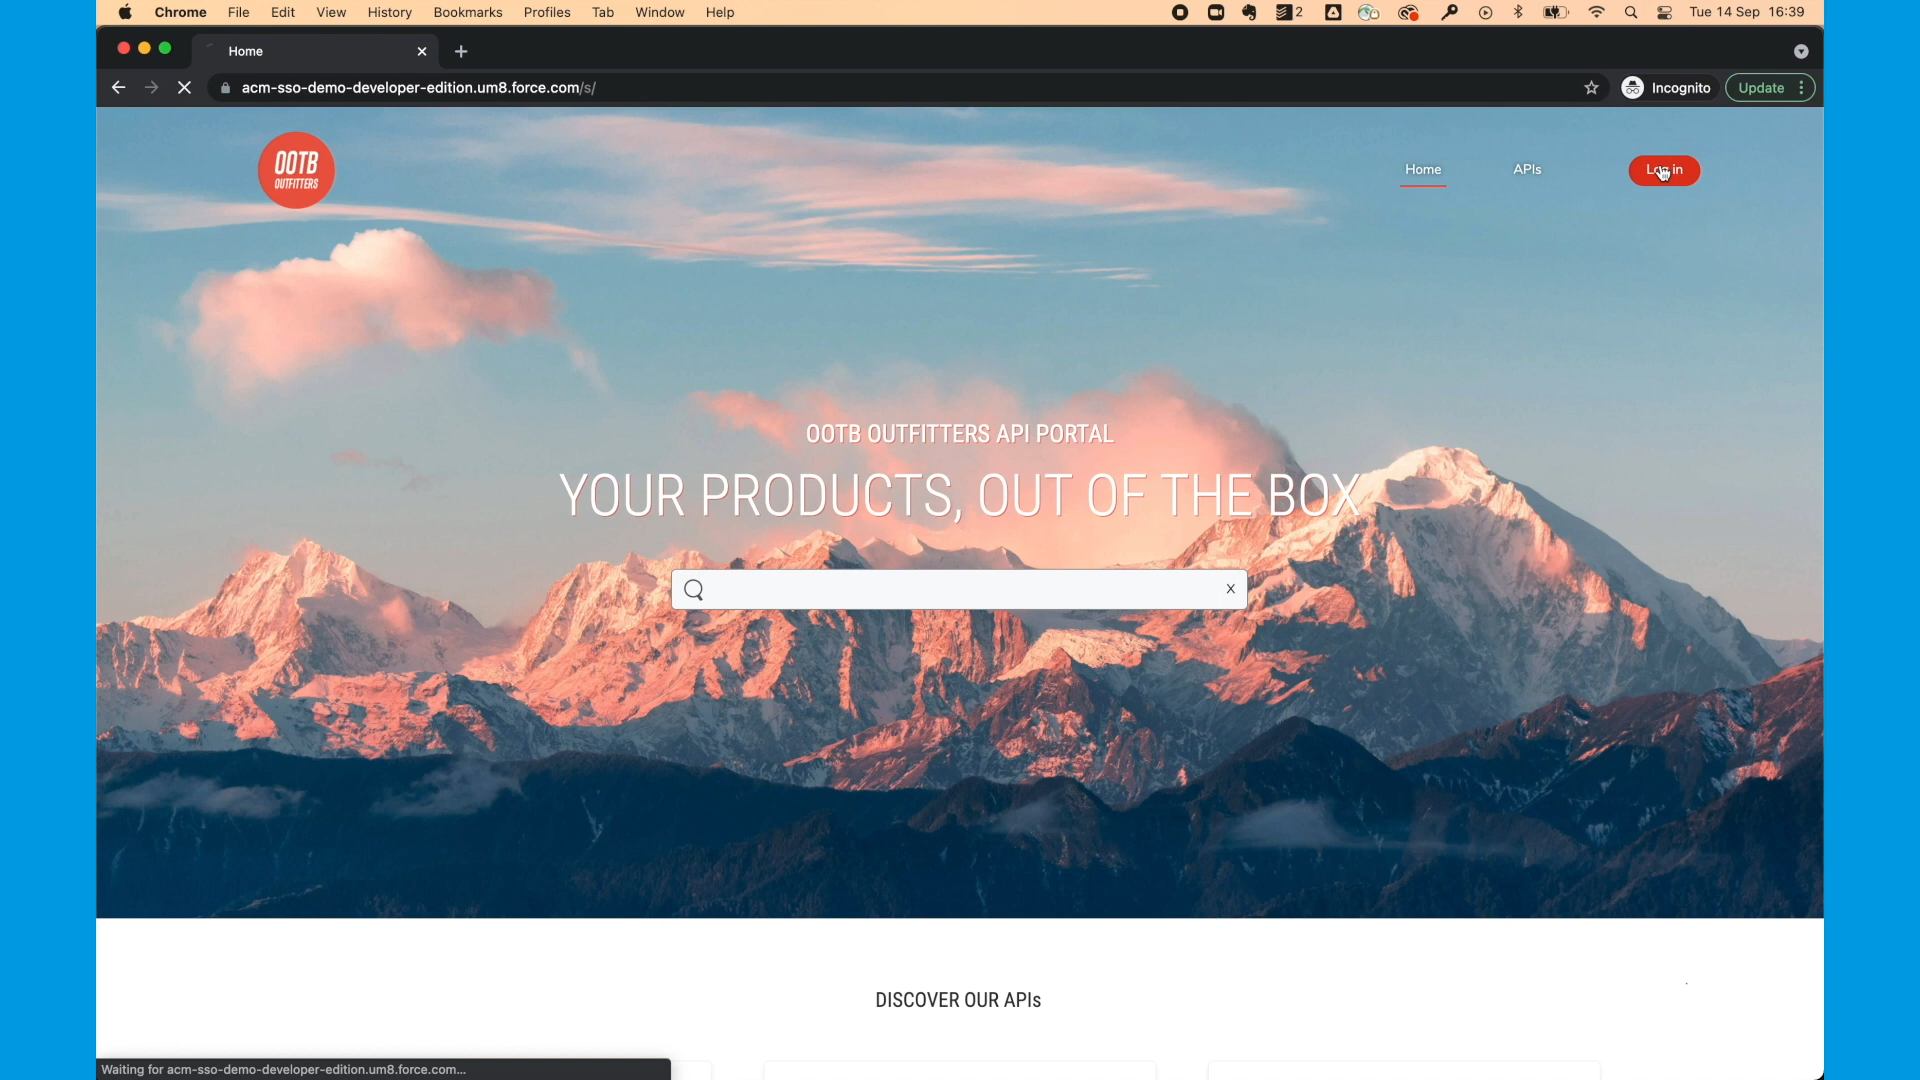 Chrome File Edit View History Bookmarks Profiles Tab Window Help 2 Tue 14 Sep 16:39
Home
acm-sso-demo-developer-edition.um8.force.com/s/ Incognito Update
OOTB
OUTFITTERS
Home APIs Log in
OOTB OUTFITTERS API PORTAL
YOUR PRODUCTS, OUT OF THE BOX
X
DISCOVER OUR APIs
Waiting for acm-sso-demo-developer-edition.um8.force.com...